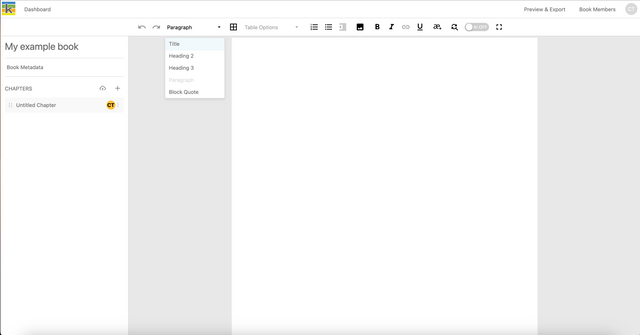 Dashboard
Preview & Export
Book Members
CT
Paragraph
Table Options
B
I
U
My example book
Book Metadata
CHAPTERS
Untitled Chapter
CT
Title
Heading 2
Heading 3
Paragraph
Block Quote